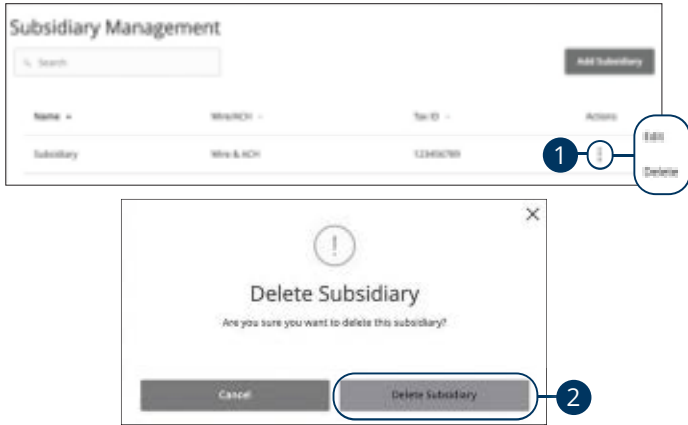 Subsidiary Management
Search
Add Subsidiary
Name Wire/ACH Tax ID Actions
Subsidiary Wire & ACH 123456789
1
Edit
Delete
Delete Subsidiary
Are you sure you want to delete this subsidiary?
Cancel
Delete Subsidiary
2